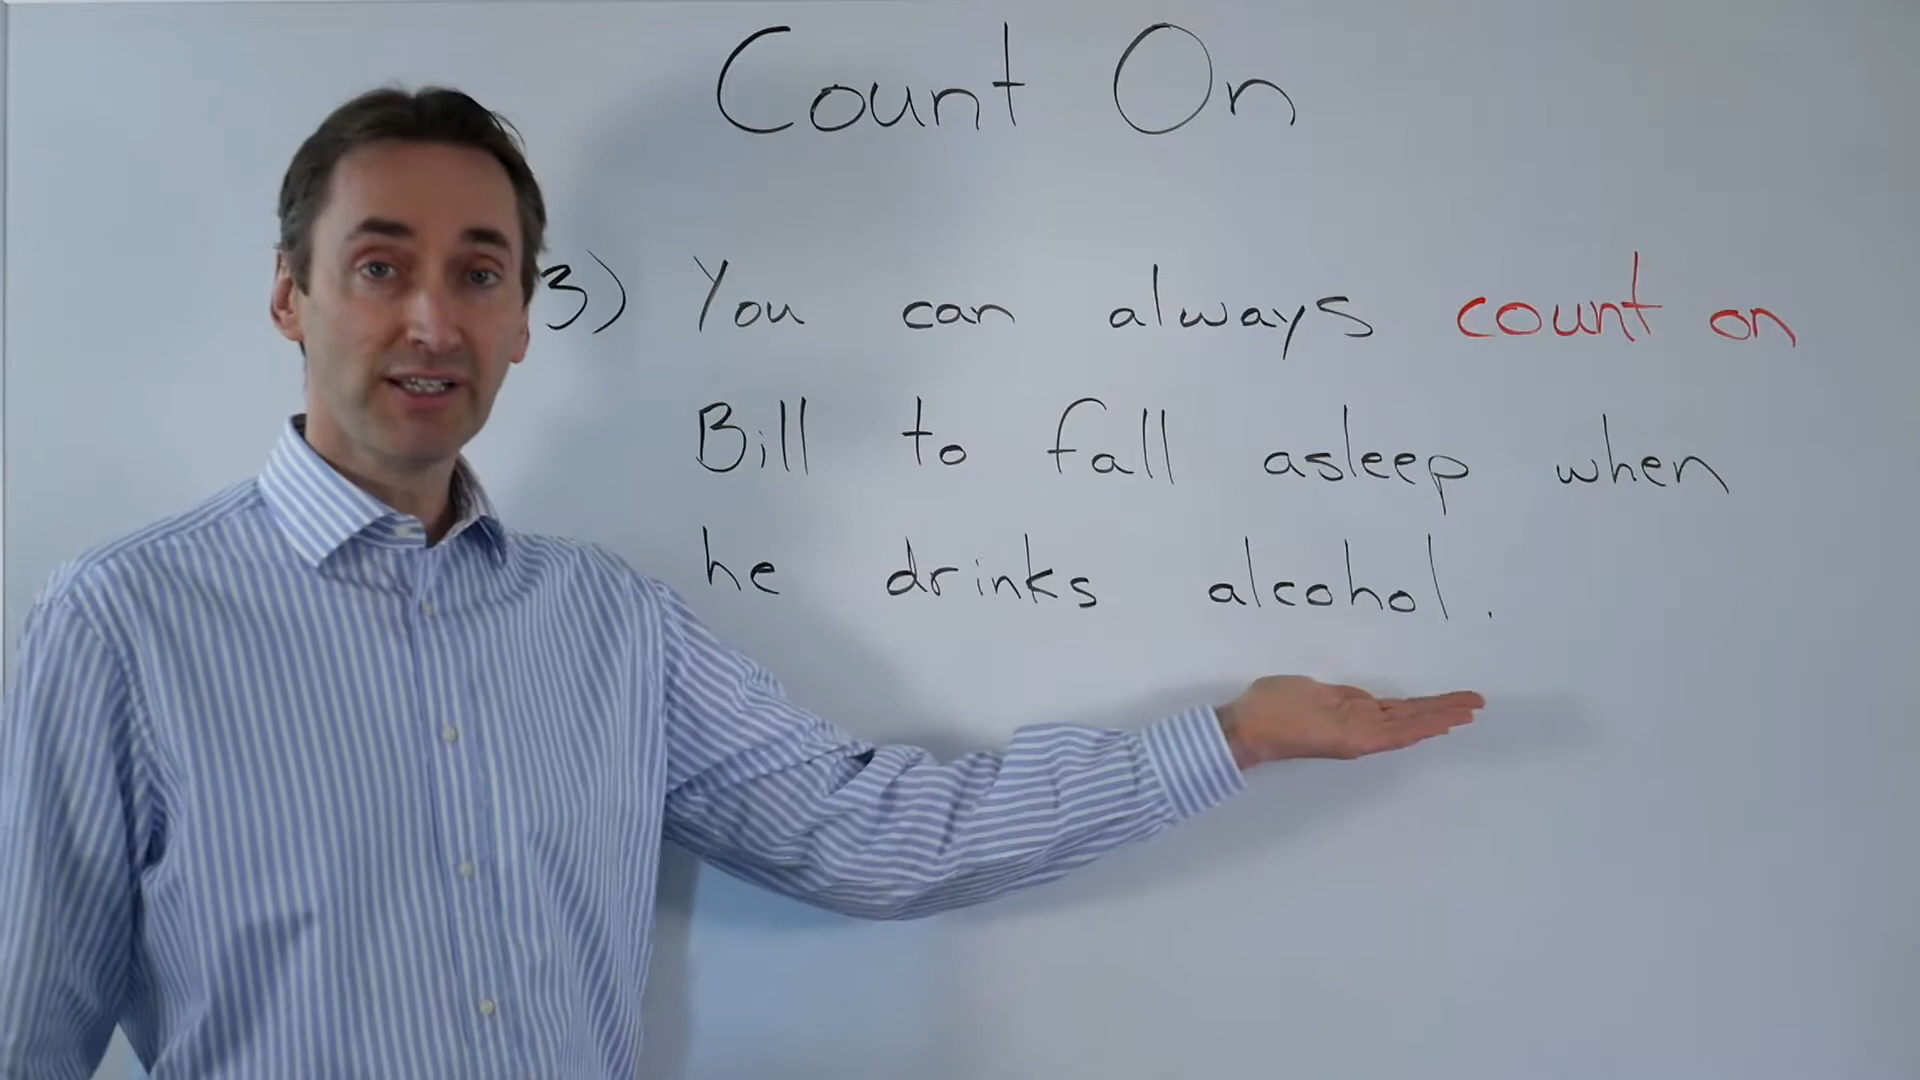 Count On
3) You can always count on
Bill to fall asleep when
he drinks alcohol.